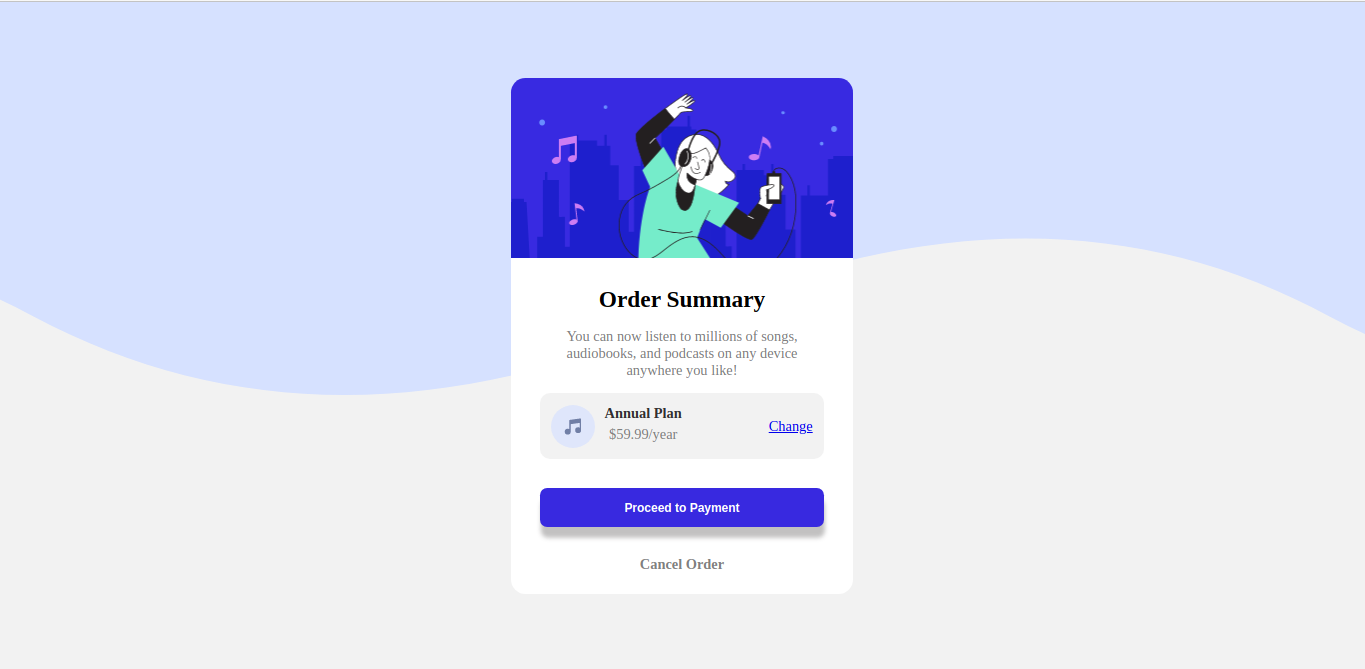 Order Summary
You can now listen to millions of songs,
audiobooks, and podcasts on any device
anywhere you like!
Annual Plan
$59.99/year
Change
Proceed to Payment
Cancel Order